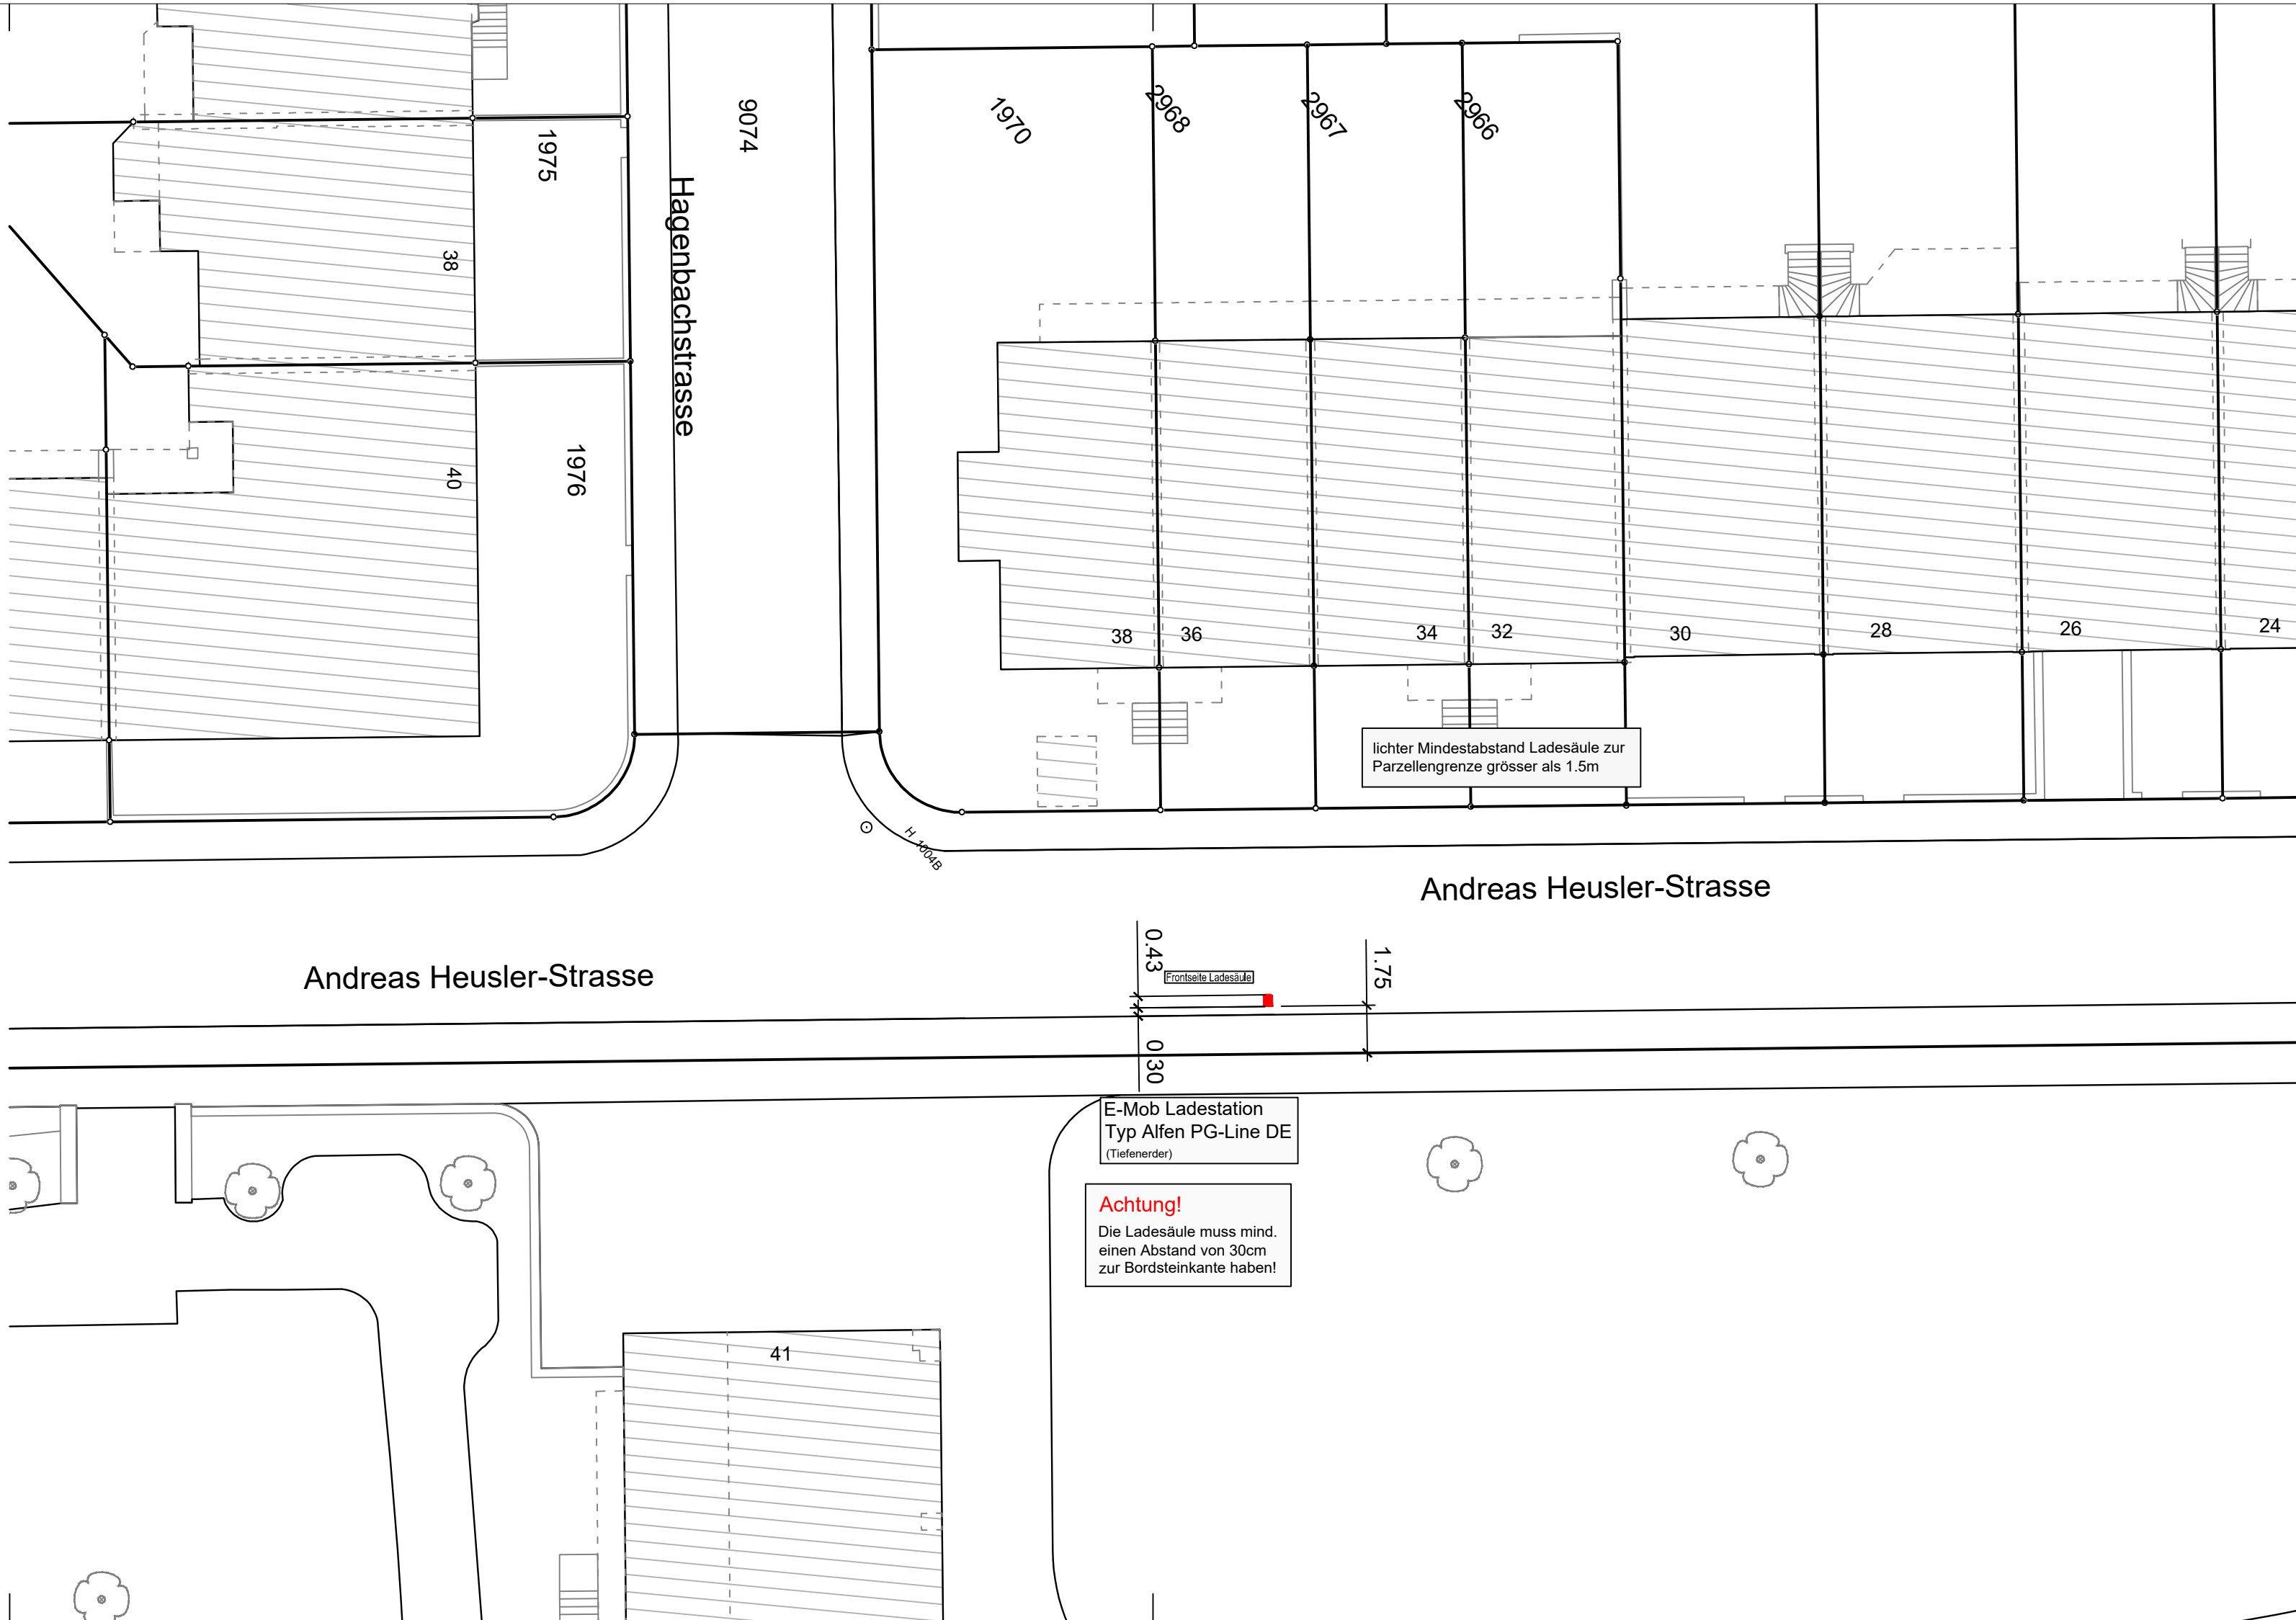 1975
9074
1970
2968
2967
2966
Hagenbachstrasse
38
40
1976
38
36
34
32
30
28
26
24
lichter Mindestabstand Ladesäule zur
Parzellengrenze grösser als 1.5m
H 1004B
Andreas Heusler-Strasse
Andreas Heusler-Strasse
0.43
Frontseite Ladesäule
1.75
0.30
E-Mob Ladestation
Typ Alfen PG-Line DE
(Tiefenerder)
Achtung!
Die Ladesäule muss mind.
einen Abstand von 30cm
zur Bordsteinkante haben!
41